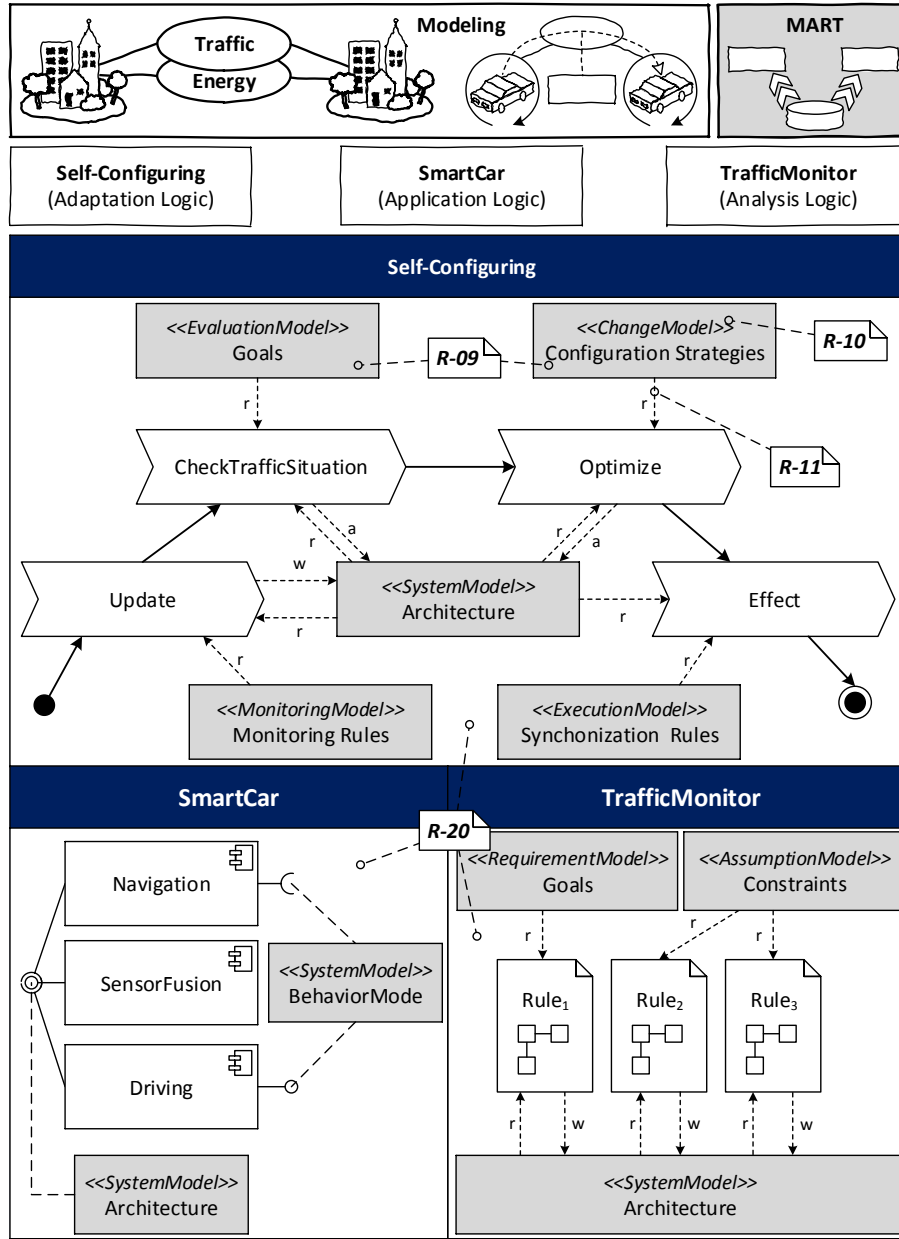 Modeling
Traffic
Energy
MART
Self-Configuring
(Adaptation Logic)
SmartCar
(Application Logic)
TrafficMonitor
(Analysis Logic)
Self-Configuring
<<EvaluationModel>>
Goals
R-09
<<ChangeModel>>
Configuration Strategies
R-10
r
r
CheckTrafficSituation
Optimize
R-11
a
r
r
a
w
Update
<<SystemModel>>
Architecture
Effect
r
r
r
r
<<MonitoringModel>>
Monitoring Rules
<<ExecutionModel>>
Synchonization Rules
SmartCar
TrafficMonitor
R-20
Navigation
SensorFusion
Driving
<<SystemModel>>
BehaviorMode
<<SystemModel>>
Architecture
<<RequirementModel>>
Goals
<<AssumptionModel>>
Constraints
r
r
r
Rule1
Rule2
Rule3
r
w
r
w
r
w
<<SystemModel>>
Architecture